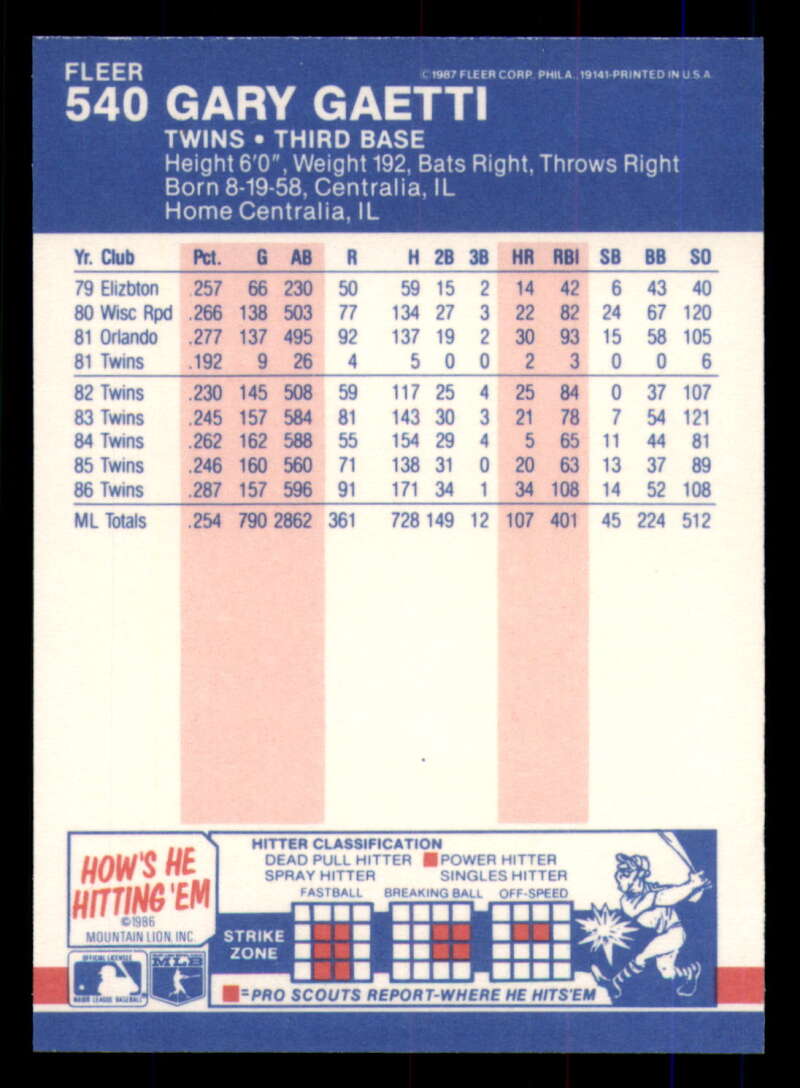 FLEER
©1987 FLEER CORP. PHILA., 19141-PRINTED IN U.S.A.
540 GARY GAETTI
TWINS • THIRD BASE
Height 6'0", Weight 192, Bats Right, Throws Right
Born 8-19-58, Centralia, IL
Home Centralia, IL
Yr. Club Pct. G AB R H 2B 3B HR RBI SB BB SO
79 Elizbton .257 66 230 50 59 15 2 14 42 6 43 40
80 Wisc Rpd .266 138 503 77 134 27 3 22 82 24 67 120
81 Orlando .277 137 495 92 137 19 2 30 93 15 58 105
81 Twins .192 9 26 4 5 0 0 2 3 0 0 6
82 Twins .230 145 508 59 117 25 4 25 84 0 37 107
83 Twins .245 157 584 81 143 30 3 21 78 7 54 121
84 Twins .262 162 588 55 154 29 4 5 65 11 44 81
85 Twins .246 160 560 71 138 31 0 20 63 13 37 89
86 Twins .287 157 596 91 171 34 1 34 108 14 52 108
ML Totals .254 790 2862 361 728 149 12 107 401 45 224 512
HOW'S HE
HITTING 'EM
©1986
MOUNTAIN LION, INC
HITTER CLASSIFICATION
DEAD PULL HITTER POWER HITTER
SPRAY HITTER SINGLES HITTER
FASTBALL BREAKING BALL OFF-SPEED
STRIKE
ZONE
=PRO SCOUTS REPORT-WHERE HE HITS'EM
OFFICIAL LICENSEE
MAJOR LEAGUE BASEBALL
MLB